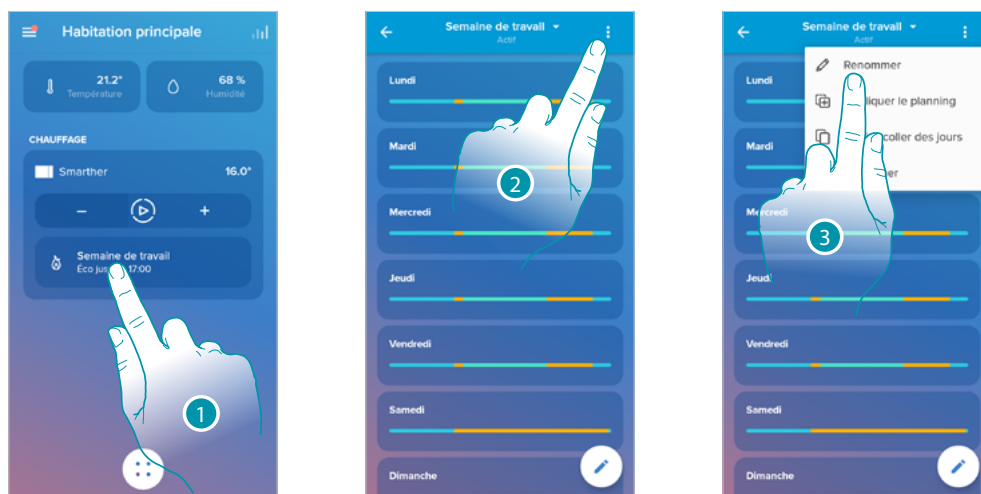 Habitation principale
21.2°
Température
68 %
Humidité
CHAUFFAGE
Smarther
16.0°
−
+
Semaine de travail
Éco jus 17:00
1
Semaine de travail
Actif
Lundi
Mardi
Mercredi
Jeudi
Vendredi
Samedi
Dimanche
2
Semaine de travail
Actif
Renommer
liquer le planning
coller des jours
er
Lundi
Mardi
Mercredi
Jeudi
Vendredi
Samedi
Dimanche
3